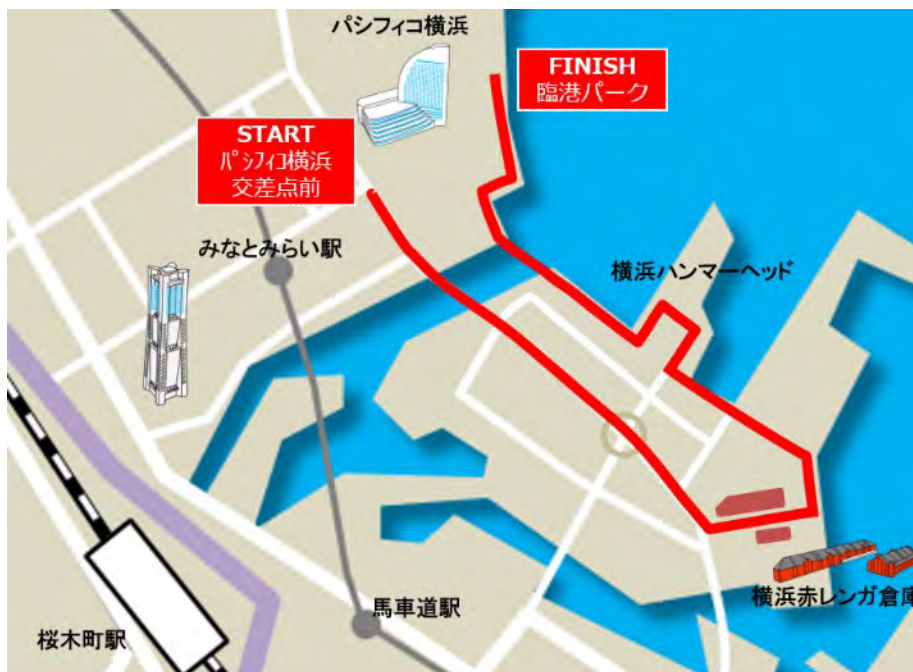 パシフィコ横浜
FINISH
臨港パーク
START
ﾊﾟｼﾌｨｺ横浜
交差点前
みなとみらい駅
横浜ハンマーヘッド
横浜赤レンガ倉庫
馬車道駅
桜木町駅